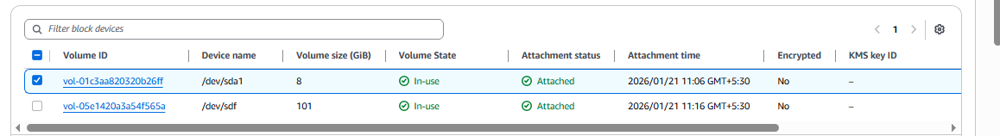 Filter block devices
1
Volume ID Device name Volume size (GiB) Volume State Attachment status Attachment time Encrypted KMS key ID
vol-01c3aa820320b26ff /dev/sda1 8 In-use Attached 2026/01/21 11:06 GMT+5:30 No –
vol-05e1420a3a54f565a /dev/sdf 101 In-use Attached 2026/01/21 11:16 GMT+5:30 No –